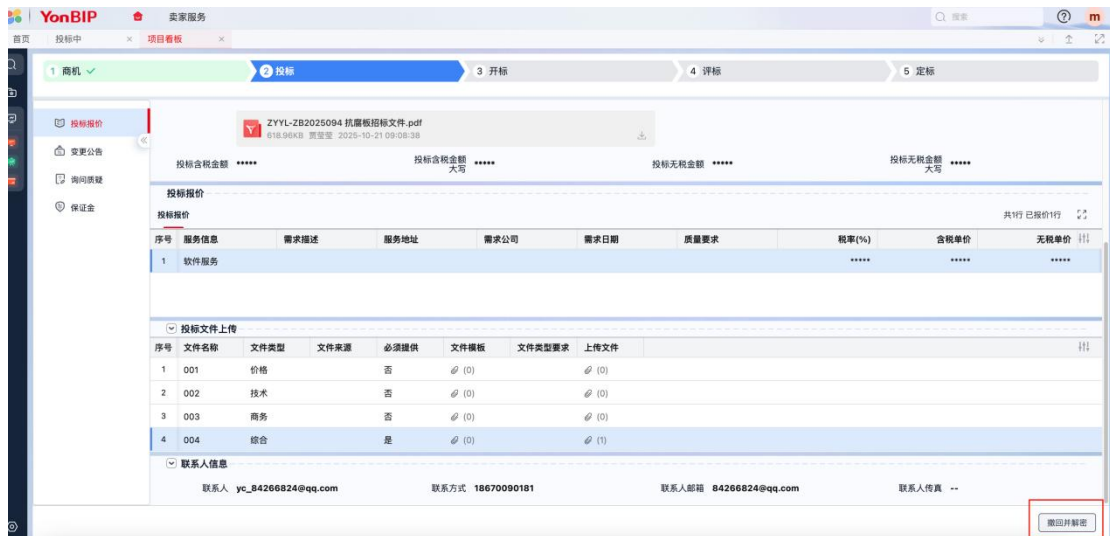 YonBIP 卖家服务 搜索 m
首页 投标中 × 项目看板 ×
1 商机 2 投标 3 开标 4 评标 5 定标
投标报价
变更公告
询问质疑
保证金
ZYYL-ZB2025094 抗腐板招标文件.pdf
618.96KB 贾莹莹 2025-10-21 09:08:38
投标含税金额 ***** 投标含税金额大写 ***** 投标无税金额 ***** 投标无税金额大写 *****
投标报价
投标报价 共1行 已报价1行
序号 服务信息 需求描述 服务地址 需求公司 需求日期 质量要求 税率(%) 含税单价 无税单价
1 软件服务 ***** ***** *****
投标文件上传
序号 文件名称 文件类型 文件来源 必须提供 文件模板 文件类型要求 上传文件
1 001 价格 否 (0) (0)
2 002 技术 否 (0) (0)
3 003 商务 否 (0) (0)
4 004 综合 是 (0) (1)
联系人信息
联系人 yc_84266824@qq.com 联系方式 18670090181 联系人邮箱 84266824@qq.com 联系人传真 --
撤回并解密